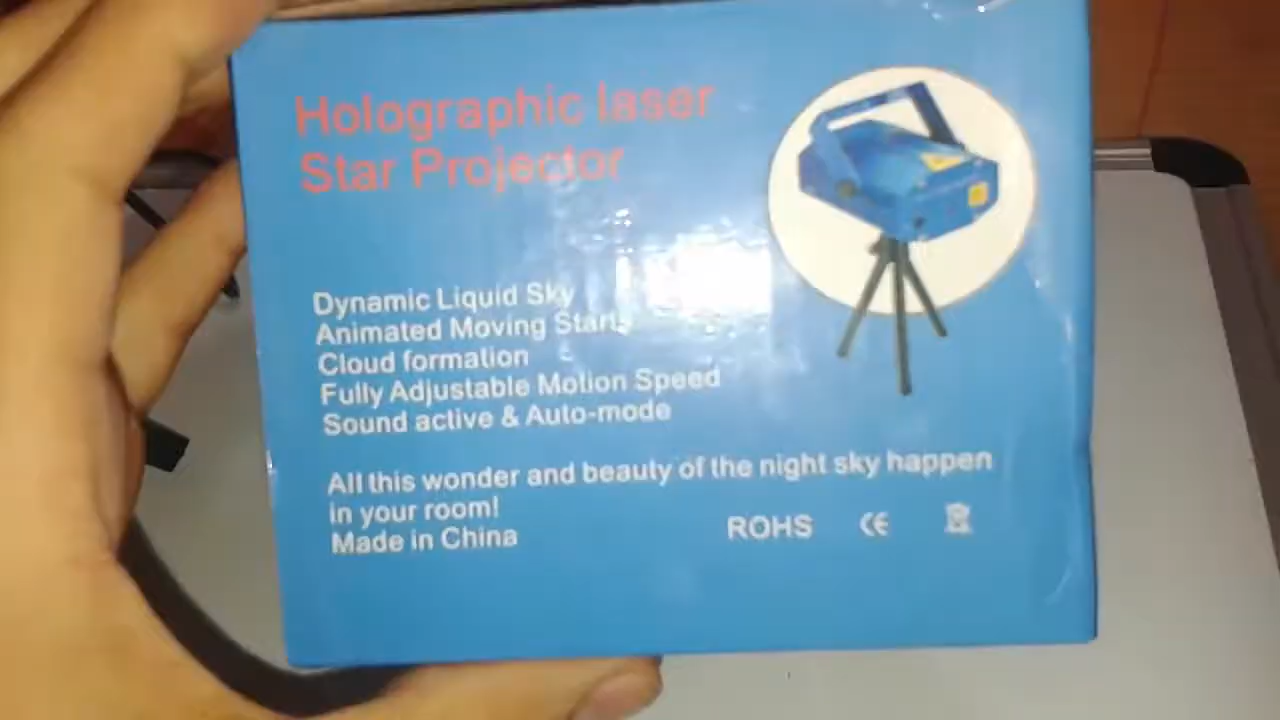 Holographic laser
Star Projector
Dynamic Liquid Sky
Animated Moving Stars
Cloud formation
Fully Adjustable Motion Speed
Sound active & Auto-mode
All this wonder and beauty of the night sky happen
in your room!
Made in China
ROHS CE